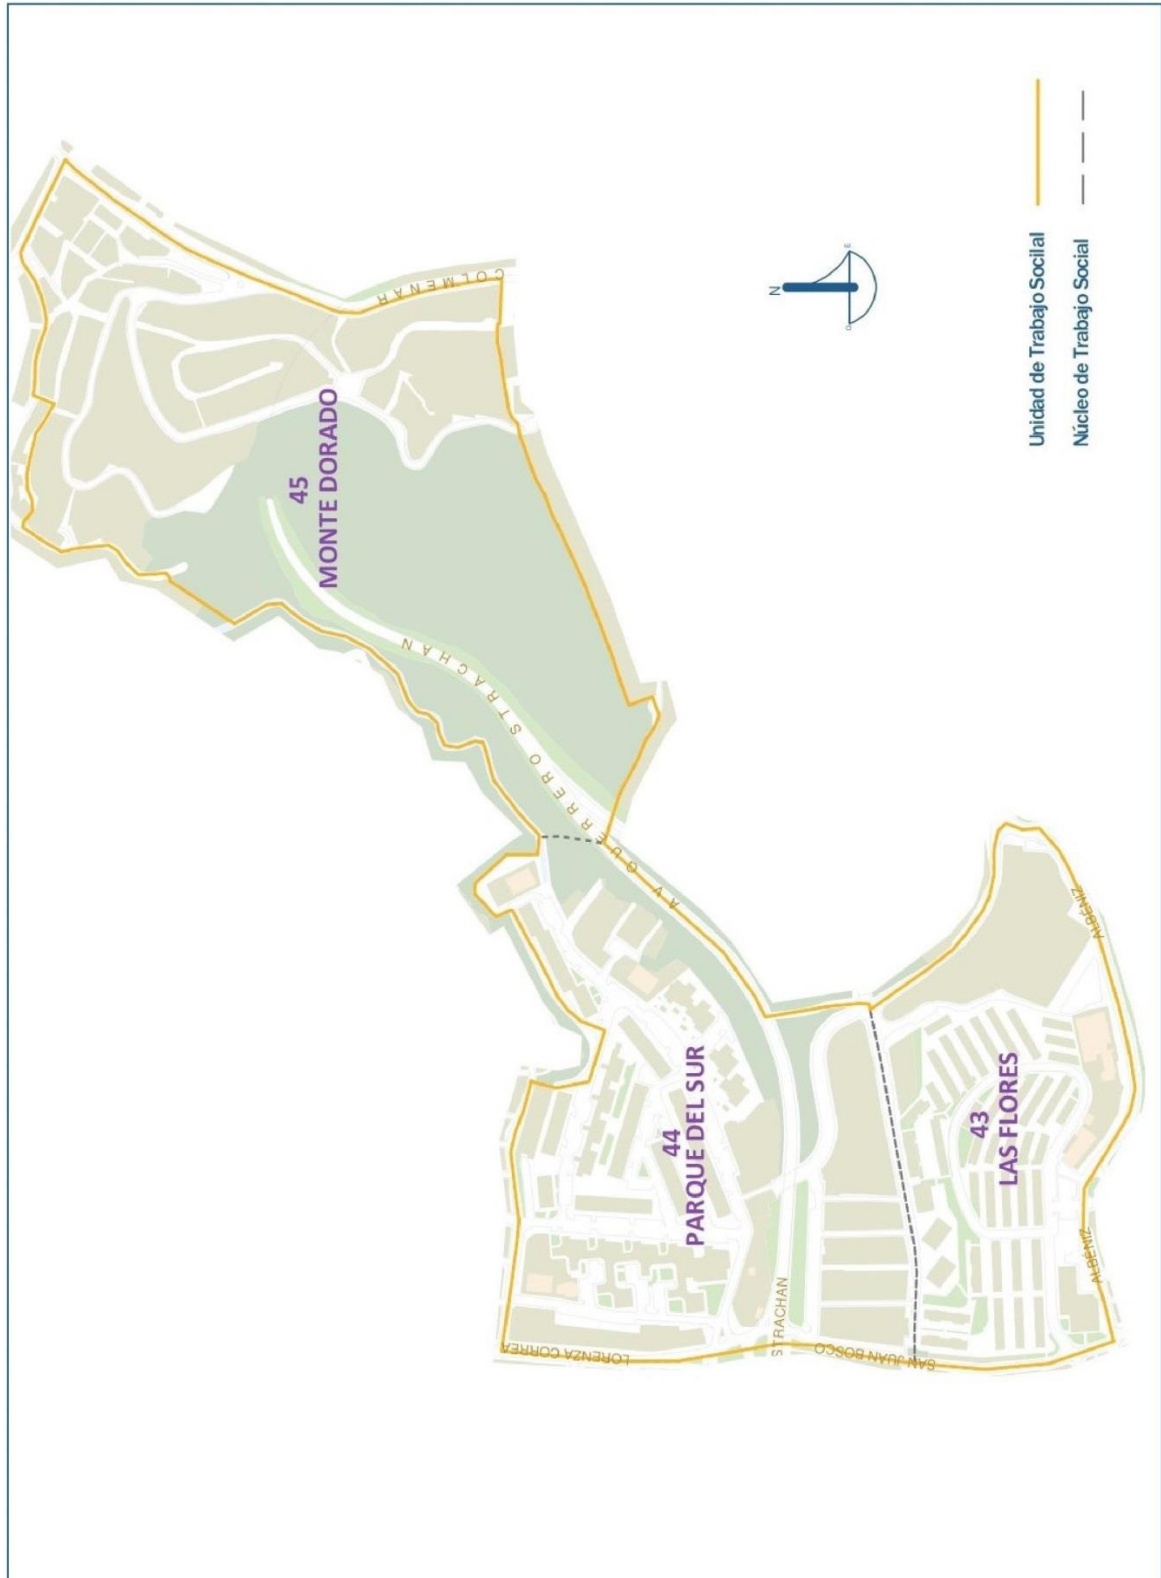 45
MONTE DORADO
COLMENAR
AV GUERRERO STRACHAN
44
PARQUE DEL SUR
43
LAS FLORES
STRACHAN
LORENZA CORREA
SAN JUAN BOSCO
ALBÉNIZ
ALBÉNIZ
N
O
E
Unidad de Trabajo Socilal
Núcleo de Trabajo Social